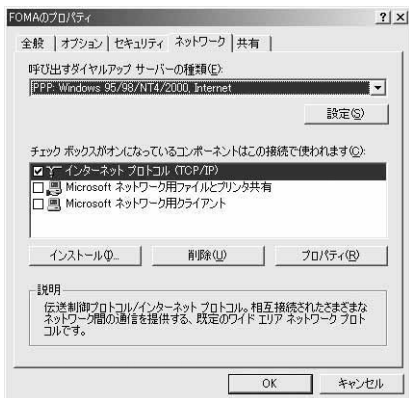 FOMAのプロパティ
? ×
全般 オプション セキュリティ ネットワーク 共有
呼び出すダイヤルアップ サーバーの種類(E):
PPP: Windows 95/98/NT4/2000, Internet
設定(S)
チェック ボックスがオンになっているコンポーネントはこの接続で使われます(C):
インターネット プロトコル (TCP/IP)
Microsoft ネットワーク用ファイルとプリンタ共有
Microsoft ネットワーク用クライアント
インストール(I)... 削除(U) プロパティ(R)
説明
伝送制御プロトコル/インターネット プロトコル。相互接続されたさまざまな
ネットワーク間の通信を提供する、既定のワイド エリア ネットワーク プロト
コルです。
OK キャンセル